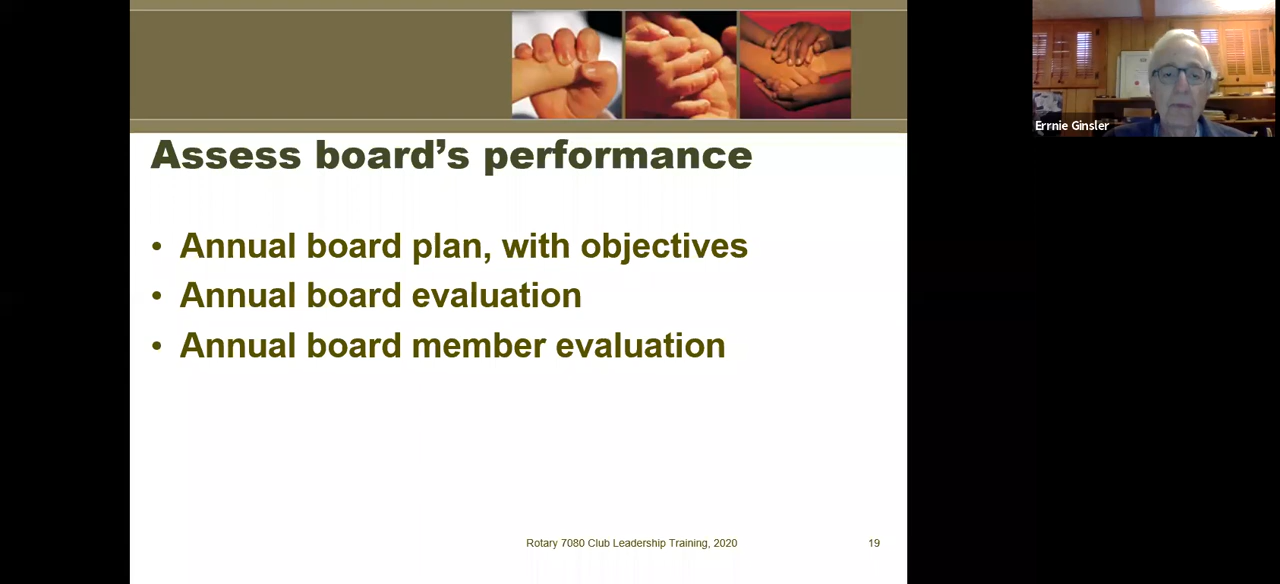 Errnie Ginsler
Assess board's performance
• Annual board plan, with objectives
• Annual board evaluation
• Annual board member evaluation
Rotary 7080 Club Leadership Training, 2020
19